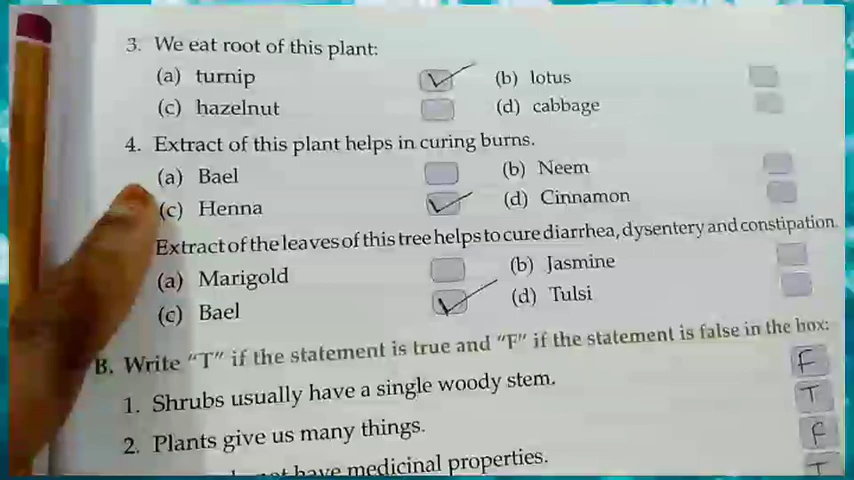 3. We eat root of this plant:
(a) turnip (b) lotus
(c) hazelnut (d) cabbage
4. Extract of this plant helps in curing burns.
(a) Bael (b) Neem
(c) Henna (d) Cinnamon
Extract of the leaves of this tree helps to cure diarrhea, dysentery and constipation.
(a) Marigold (b) Jasmine
(c) Bael (d) Tulsi
B. Write "T" if the statement is true and "F" if the statement is false in the box:
1. Shrubs usually have a single woody stem. F
2. Plants give us many things. T
not have medicinal properties. F
T